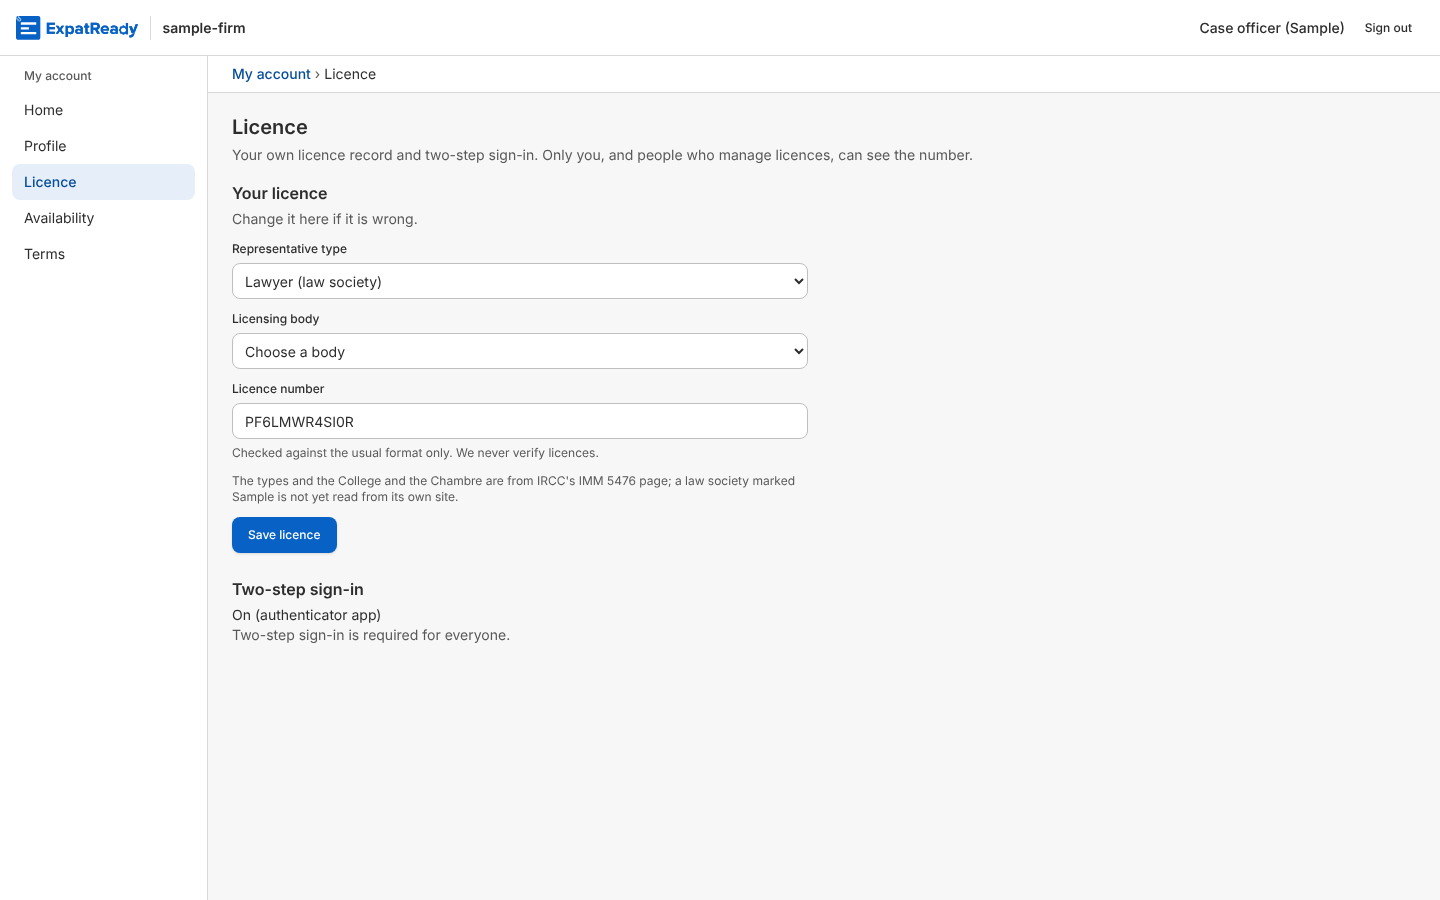 ExpatReady
sample-firm
Case officer (Sample)
Sign out
My account
Home
Profile
Licence
Availability
Terms
My account › Licence
Licence
Your own licence record and two-step sign-in. Only you, and people who manage licences, can see the number.
Your licence
Change it here if it is wrong.
Representative type
Lawyer (law society)
Licensing body
Choose a body
Licence number
PF6LMWR4SI0R
Checked against the usual format only. We never verify licences.
The types and the College and the Chambre are from IRCC's IMM 5476 page; a law society marked
Sample is not yet read from its own site.
Save licence
Two-step sign-in
On (authenticator app)
Two-step sign-in is required for everyone.